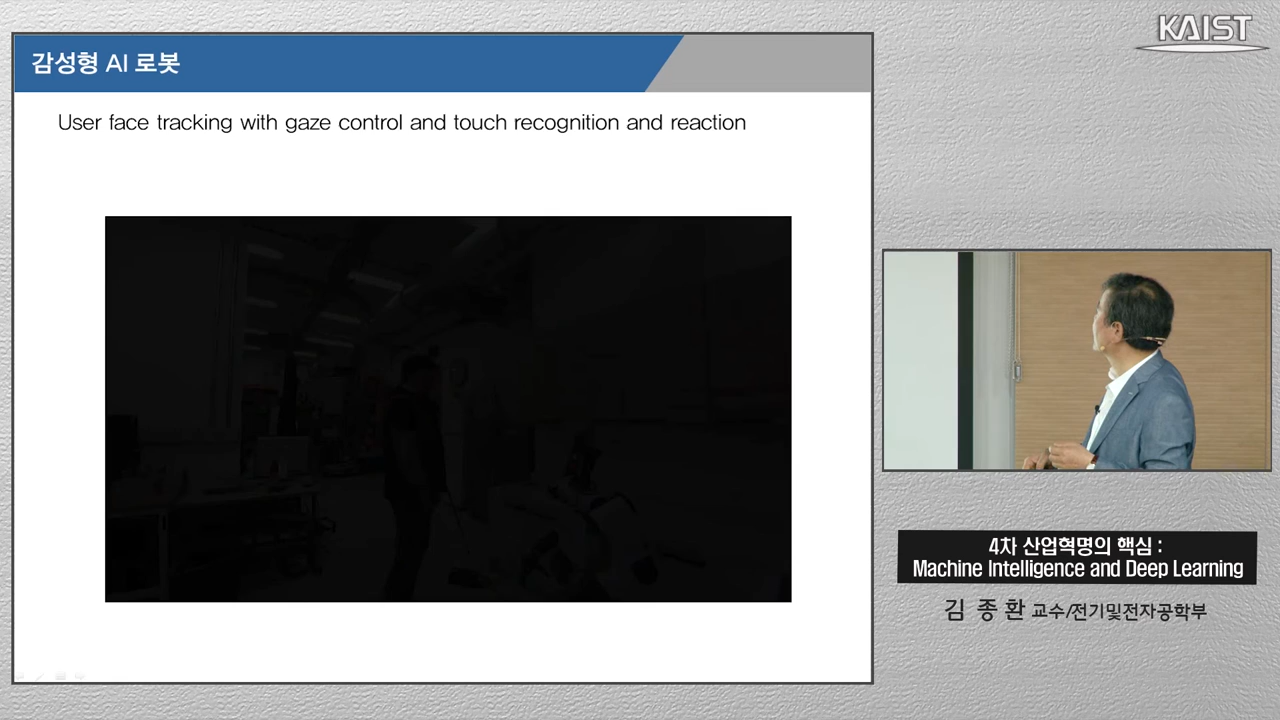 KAIST
감성형 AI 로봇
User face tracking with gaze control and touch recognition and reaction
4차 산업혁명의 핵심 :
Machine Intelligence and Deep Learning
김 종 환 교수/전기및전자공학부